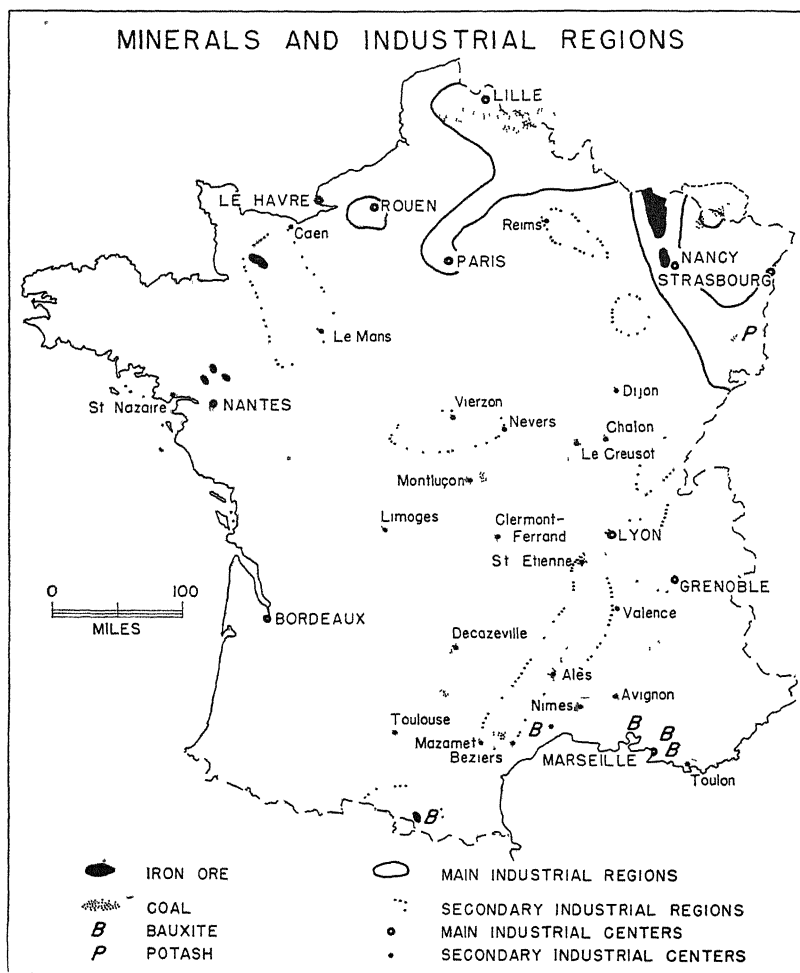 MINERALS AND INDUSTRIAL REGIONS
LILLE
LE HAVRE
ROUEN
Caen
Reims
PARIS
NANCY
STRASBOURG
Le Mans
P
St Nazaire
NANTES
Vierzon
Nevers
Dijon
Chalon
Le Creusot
Montluçon
Limoges
Clermont-
Ferrand
LYON
St Etienne
GRENOBLE
0 100
MILES
BORDEAUX
Valence
Decazeville
Alès
Avignon
Nimes
Toulouse
B
B
B
B
Mazamet
Beziers
MARSEILLE
Toulon
B
IRON ORE
COAL
B BAUXITE
P POTASH
MAIN INDUSTRIAL REGIONS
SECONDARY INDUSTRIAL REGIONS
MAIN INDUSTRIAL CENTERS
SECONDARY INDUSTRIAL CENTERS